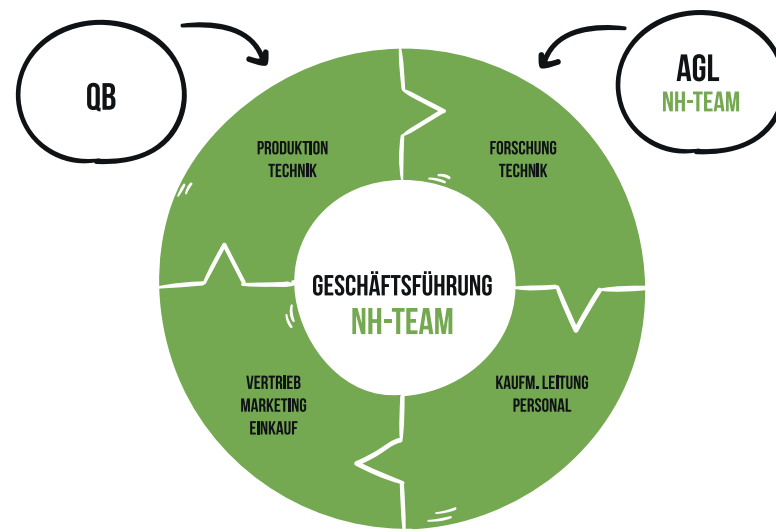 QB
AGL
NH-TEAM
PRODUKTION
TECHNIK
FORSCHUNG
TECHNIK
GESCHÄFTSFÜHRUNG
NH-TEAM
VERTRIEB
MARKETING
EINKAUF
KAUFM. LEITUNG
PERSONAL